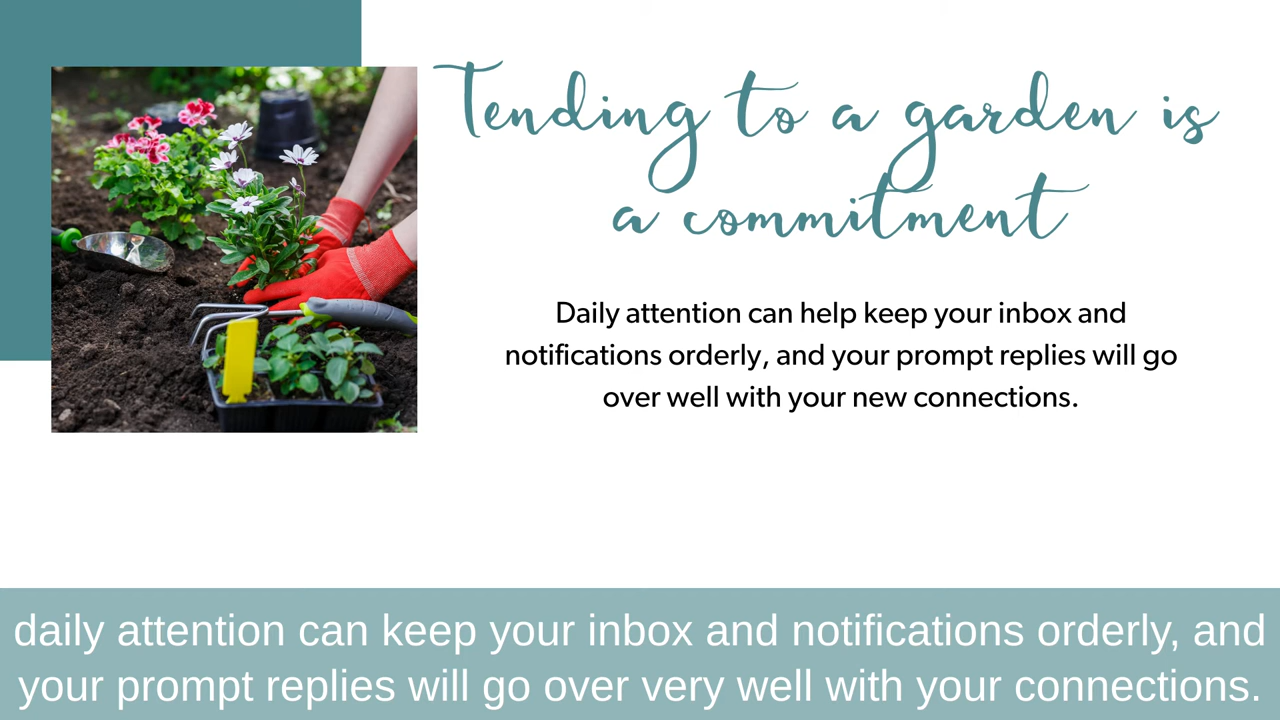 Tending to a garden is
a commitment
Daily attention can help keep your inbox and
notifications orderly, and your prompt replies will go
over well with your new connections.
daily attention can keep your inbox and notifications orderly, and
your prompt replies will go over very well with your connections.